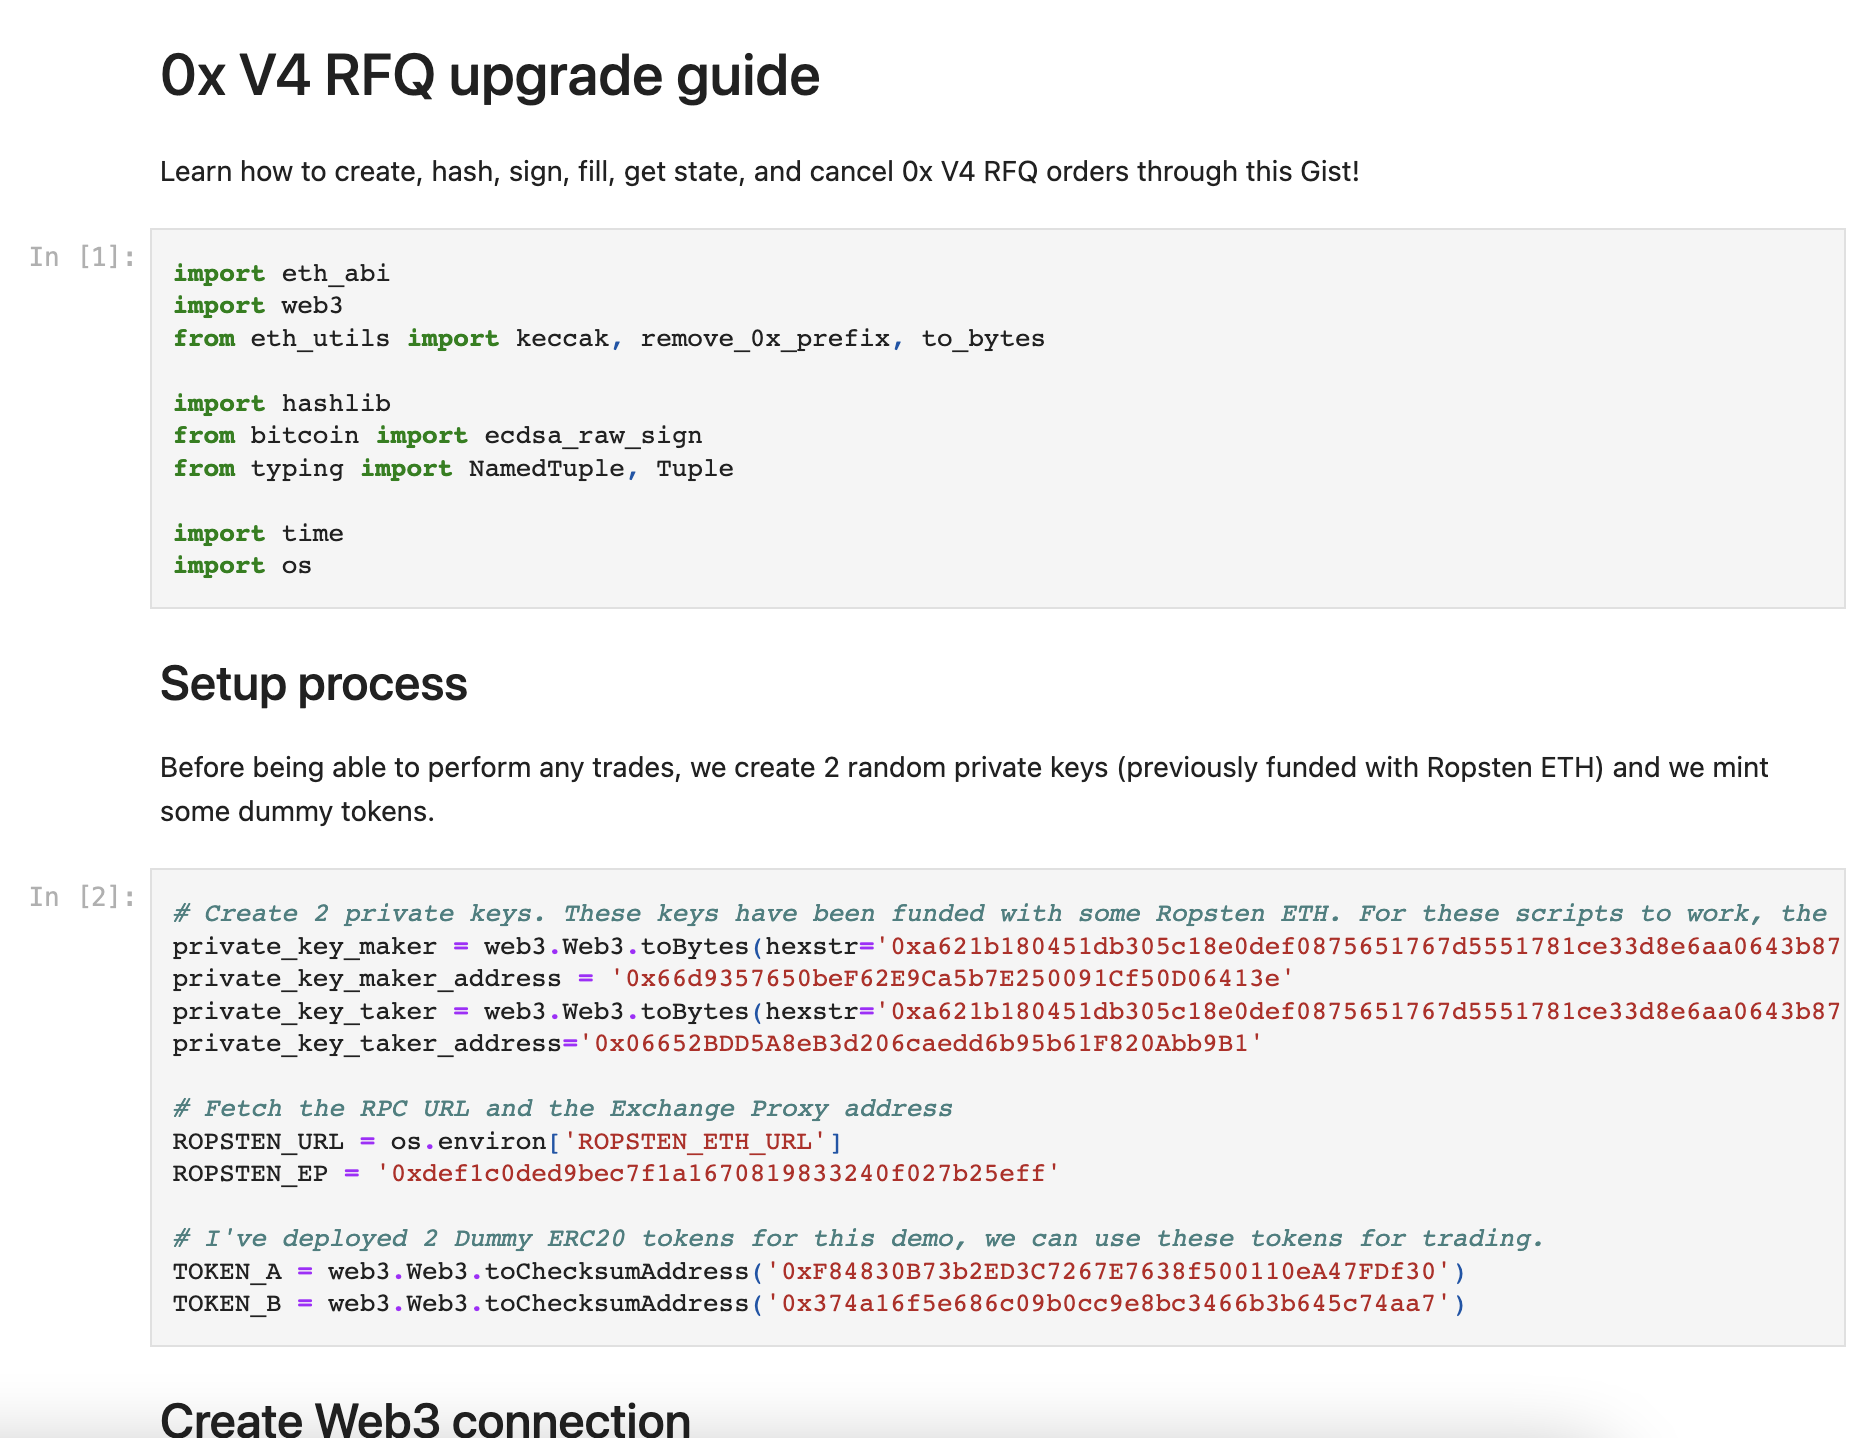 0x V4 RFQ upgrade guide
Learn how to create, hash, sign, fill, get state, and cancel 0x V4 RFQ orders through this Gist!
In [1]:
import eth_abi
import web3
from eth_utils import keccak, remove_0x_prefix, to_bytes
import hashlib
from bitcoin import ecdsa_raw_sign
from typing import NamedTuple, Tuple
import time
import os
Setup process
Before being able to perform any trades, we create 2 random private keys (previously funded with Ropsten ETH) and we mint
some dummy tokens.
In [2]:
# Create 2 private keys. These keys have been funded with some Ropsten ETH. For these scripts to work, the
private_key_maker = web3.Web3.toBytes(hexstr='0xa621b180451db305c18e0def0875651767d5551781ce33d8e6aa0643b87
private_key_maker_address = '0x66d9357650beF62E9Ca5b7E250091Cf50D06413e'
private_key_taker = web3.Web3.toBytes(hexstr='0xa621b180451db305c18e0def0875651767d5551781ce33d8e6aa0643b87
private_key_taker_address='0x06652BDD5A8eB3d206caedd6b95b61F820Abb9B1'
# Fetch the RPC URL and the Exchange Proxy address
ROPSTEN_URL = os.environ['ROPSTEN_ETH_URL']
ROPSTEN_EP = '0xdef1c0ded9bec7f1a1670819833240f027b25eff'
# I've deployed 2 Dummy ERC20 tokens for this demo, we can use these tokens for trading.
TOKEN_A = web3.Web3.toChecksumAddress('0xF84830B73b2ED3C7267E7638f500110eA47FDf30')
TOKEN_B = web3.Web3.toChecksumAddress('0x374a16f5e686c09b0cc9e8bc3466b3b645c74aa7')
Create Web3 connection